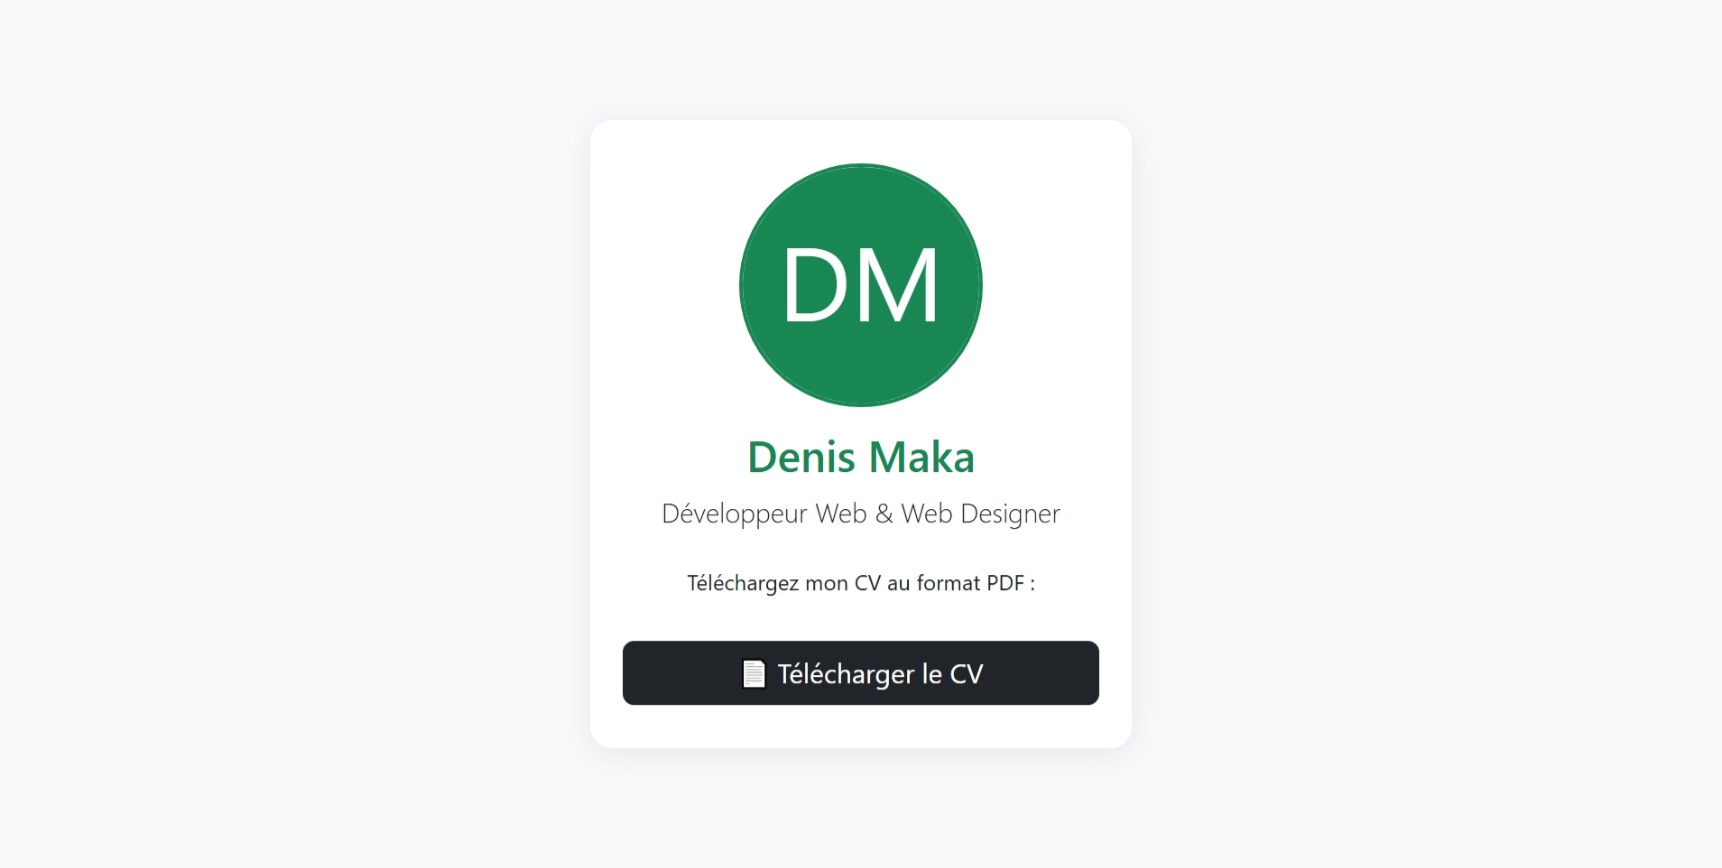 DM
Denis Maka
Développeur Web & Web Designer
Téléchargez mon CV au format PDF :
Télécharger le CV